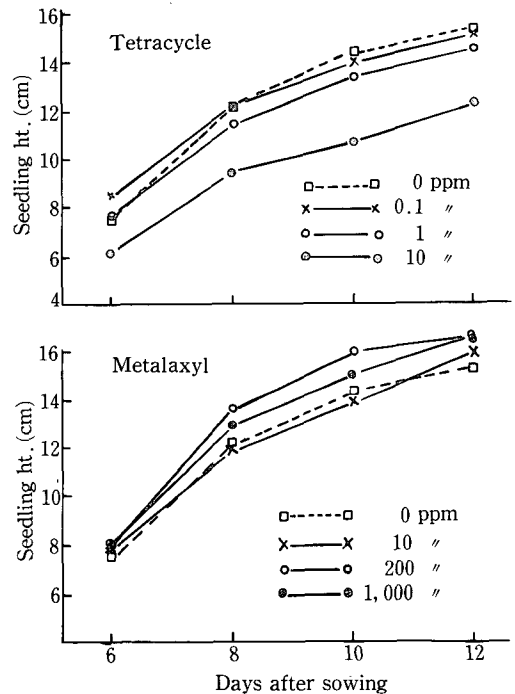 16
Tetracycle
14
12
10
8
6
4
Seedling ht. (cm)
0 ppm
0.1 〃
1 〃
10 〃
16
Metalaxyl
14
12
10
8
6
Seedling ht. (cm)
0 ppm
10 〃
200 〃
1,000 〃
6 8 10 12
Days after sowing